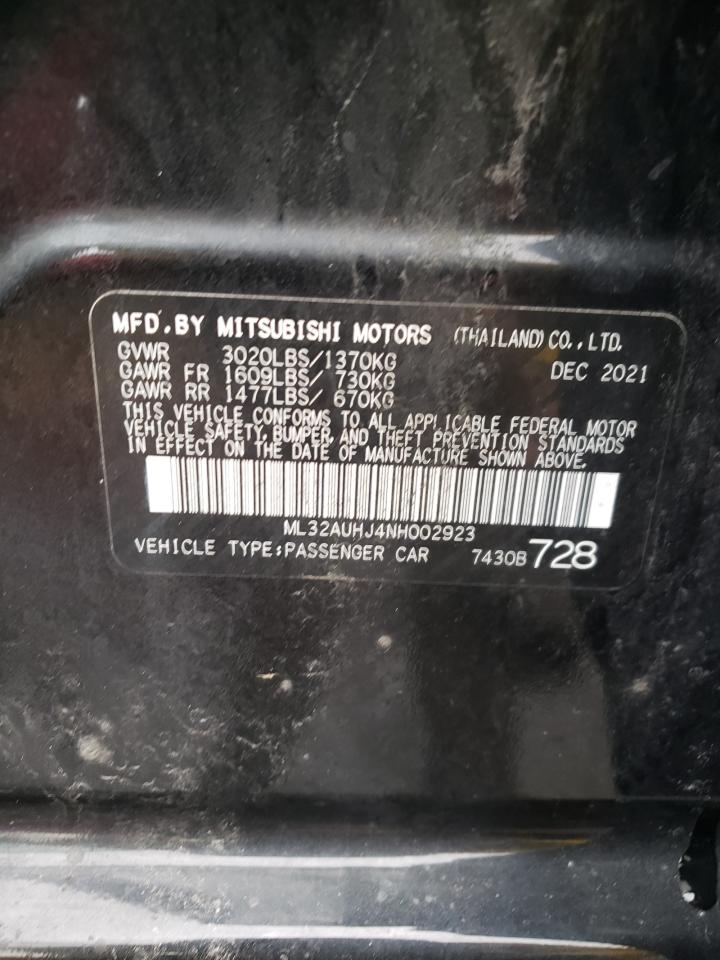 MFD.BY MITSUBISHI MOTORS (THAILAND) CO., LTD.
GVWR 3020LBS/1370KG DEC 2021
GAWR FR 1609LBS/ 730KG
GAWR RR 1477LBS/ 670KG
THIS VEHICLE CONFORMS TO ALL APPLICABLE FEDERAL MOTOR
VEHICLE SAFETY, BUMPER, AND THEFT PREVENTION STANDARDS
IN EFFECT ON THE DATE OF MANUFACTURE SHOWN ABOVE.
ML32AUHJ4NH002923
VEHICLE TYPE:PASSENGER CAR 7430B728